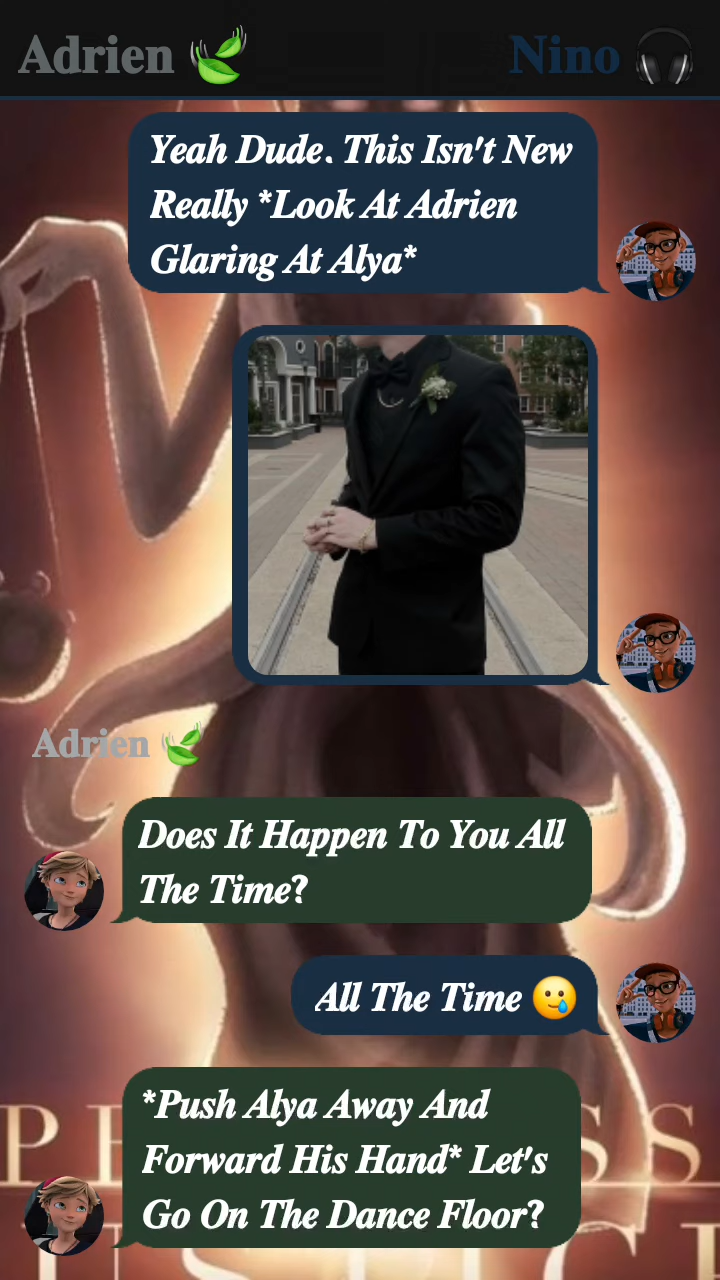 Adrien 🍃 Nino 🎧
Yeah Dude. This Isn't New
Really *Look At Adrien
Glaring At Alya*
Adrien 🍃
Does It Happen To You All
The Time?
All The Time 🥲
*Push Alya Away And
Forward His Hand* Let's
Go On The Dance Floor?